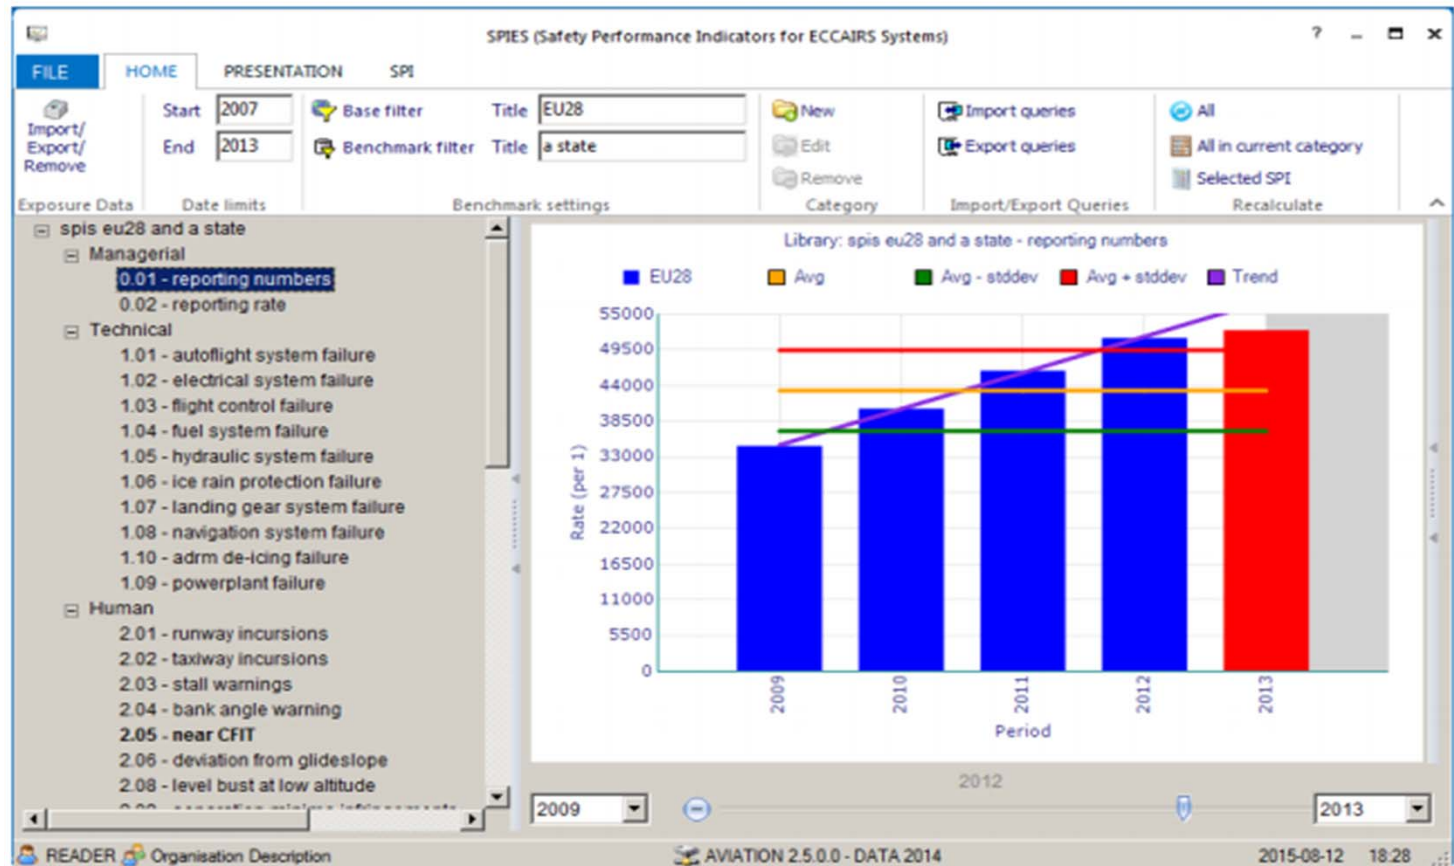 SPIES (Safety Performance Indicators for ECCAIRS Systems)
FILE HOME PRESENTATION SPI
Import/
Export/
Remove
Exposure Data
Start 2007
End 2013
Date limits
Base filter Title EU28
Benchmark filter Title a state
Benchmark settings
New
Edit
Remove
Category
Import queries
Export queries
Import/Export Queries
All
All in current category
Selected SPI
Recalculate
spis eu28 and a state
Managerial
0.01 - reporting numbers
0.02 - reporting rate
Technical
1.01 - autoflight system failure
1.02 - electrical system failure
1.03 - flight control failure
1.04 - fuel system failure
1.05 - hydraulic system failure
1.06 - ice rain protection failure
1.07 - landing gear system failure
1.08 - navigation system failure
1.10 - adrm de-icing failure
1.09 - powerplant failure
Human
2.01 - runway incursions
2.02 - taxiway incursions
2.03 - stall warnings
2.04 - bank angle warning
2.05 - near CFIT
2.06 - deviation from glideslope
2.08 - level bust at low altitude
Library: spis eu28 and a state - reporting numbers
EU28 Avg Avg - stddev Avg + stddev Trend
55000
49500
44000
38500
33000
27500
22000
16500
11000
5500
0
Rate (per 1)
2009 2010 2011 2012 2013
Period
2012
2009 2013
READER Organisation Description AVIATION 2.5.0.0 - DATA 2014 2015-08-12 18:28